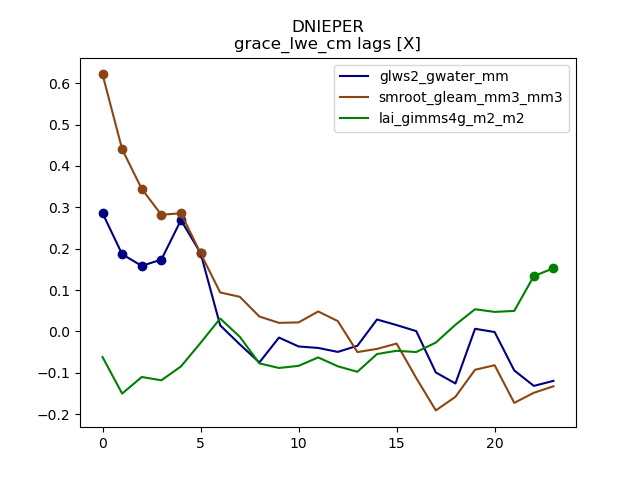 DNIEPER
grace_lwe_cm lags [X]
glws2_gwater_mm
smroot_gleam_mm3_mm3
lai_gimms4g_m2_m2
0.6
0.5
0.4
0.3
0.2
0.1
0.0
−0.1
−0.2
0 5 10 15 20